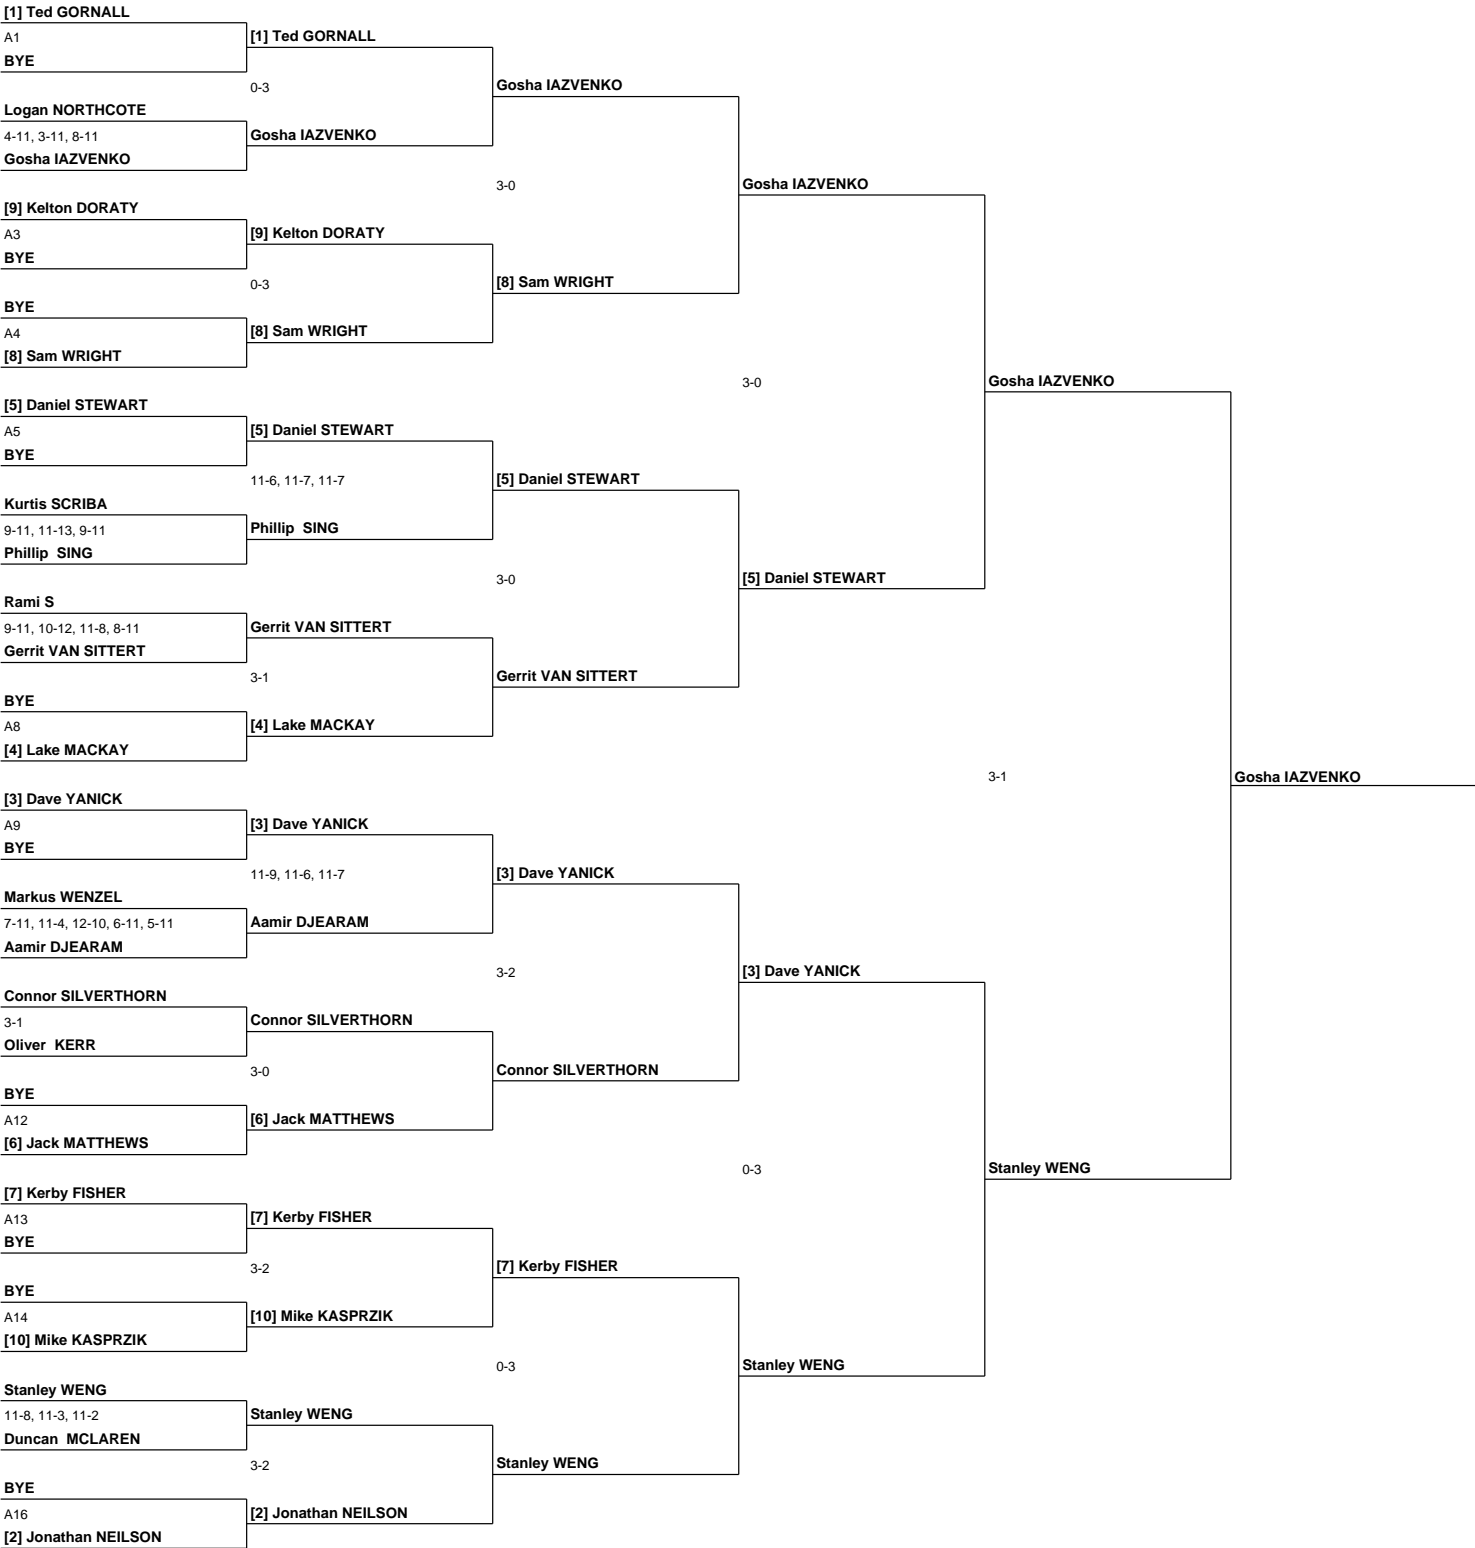 [1] Ted GORNALL
A1
BYE
Logan NORTHCOTE
4-11, 3-11, 8-11
Gosha IAZVENKO
[9] Kelton DORATY
A3
BYE
BYE
A4
[8] Sam WRIGHT
[5] Daniel STEWART
A5
BYE
Kurtis SCRIBA
9-11, 11-13, 9-11
Phillip  SING
Rami S
9-11, 10-12, 11-8, 8-11
Gerrit VAN SITTERT
BYE
A8
[4] Lake MACKAY
[3] Dave YANICK
A9
BYE
Markus WENZEL
7-11, 11-4, 12-10, 6-11, 5-11
Aamir DJEARAM
Connor SILVERTHORN
3-1
Oliver  KERR
BYE
A12
[6] Jack MATTHEWS
[7] Kerby FISHER
A13
BYE
BYE
A14
[10] Mike KASPRZIK
Stanley WENG
11-8, 11-3, 11-2
Duncan  MCLAREN
BYE
A16
[2] Jonathan NEILSON
[1] Ted GORNALL
0-3
Gosha IAZVENKO
[9] Kelton DORATY
0-3
[8] Sam WRIGHT
[5] Daniel STEWART
11-6, 11-7, 11-7
Phillip  SING
Gerrit VAN SITTERT
3-1
[4] Lake MACKAY
[3] Dave YANICK
11-9, 11-6, 11-7
Aamir DJEARAM
Connor SILVERTHORN
3-0
[6] Jack MATTHEWS
[7] Kerby FISHER
3-2
[10] Mike KASPRZIK
Stanley WENG
3-2
[2] Jonathan NEILSON
Gosha IAZVENKO
3-0
[8] Sam WRIGHT
[5] Daniel STEWART
3-0
Gerrit VAN SITTERT
[3] Dave YANICK
3-2
Connor SILVERTHORN
[7] Kerby FISHER
0-3
Stanley WENG
Gosha IAZVENKO
3-0
[5] Daniel STEWART
[3] Dave YANICK
0-3
Stanley WENG
Gosha IAZVENKO
3-1
Stanley WENG
Gosha IAZVENKO